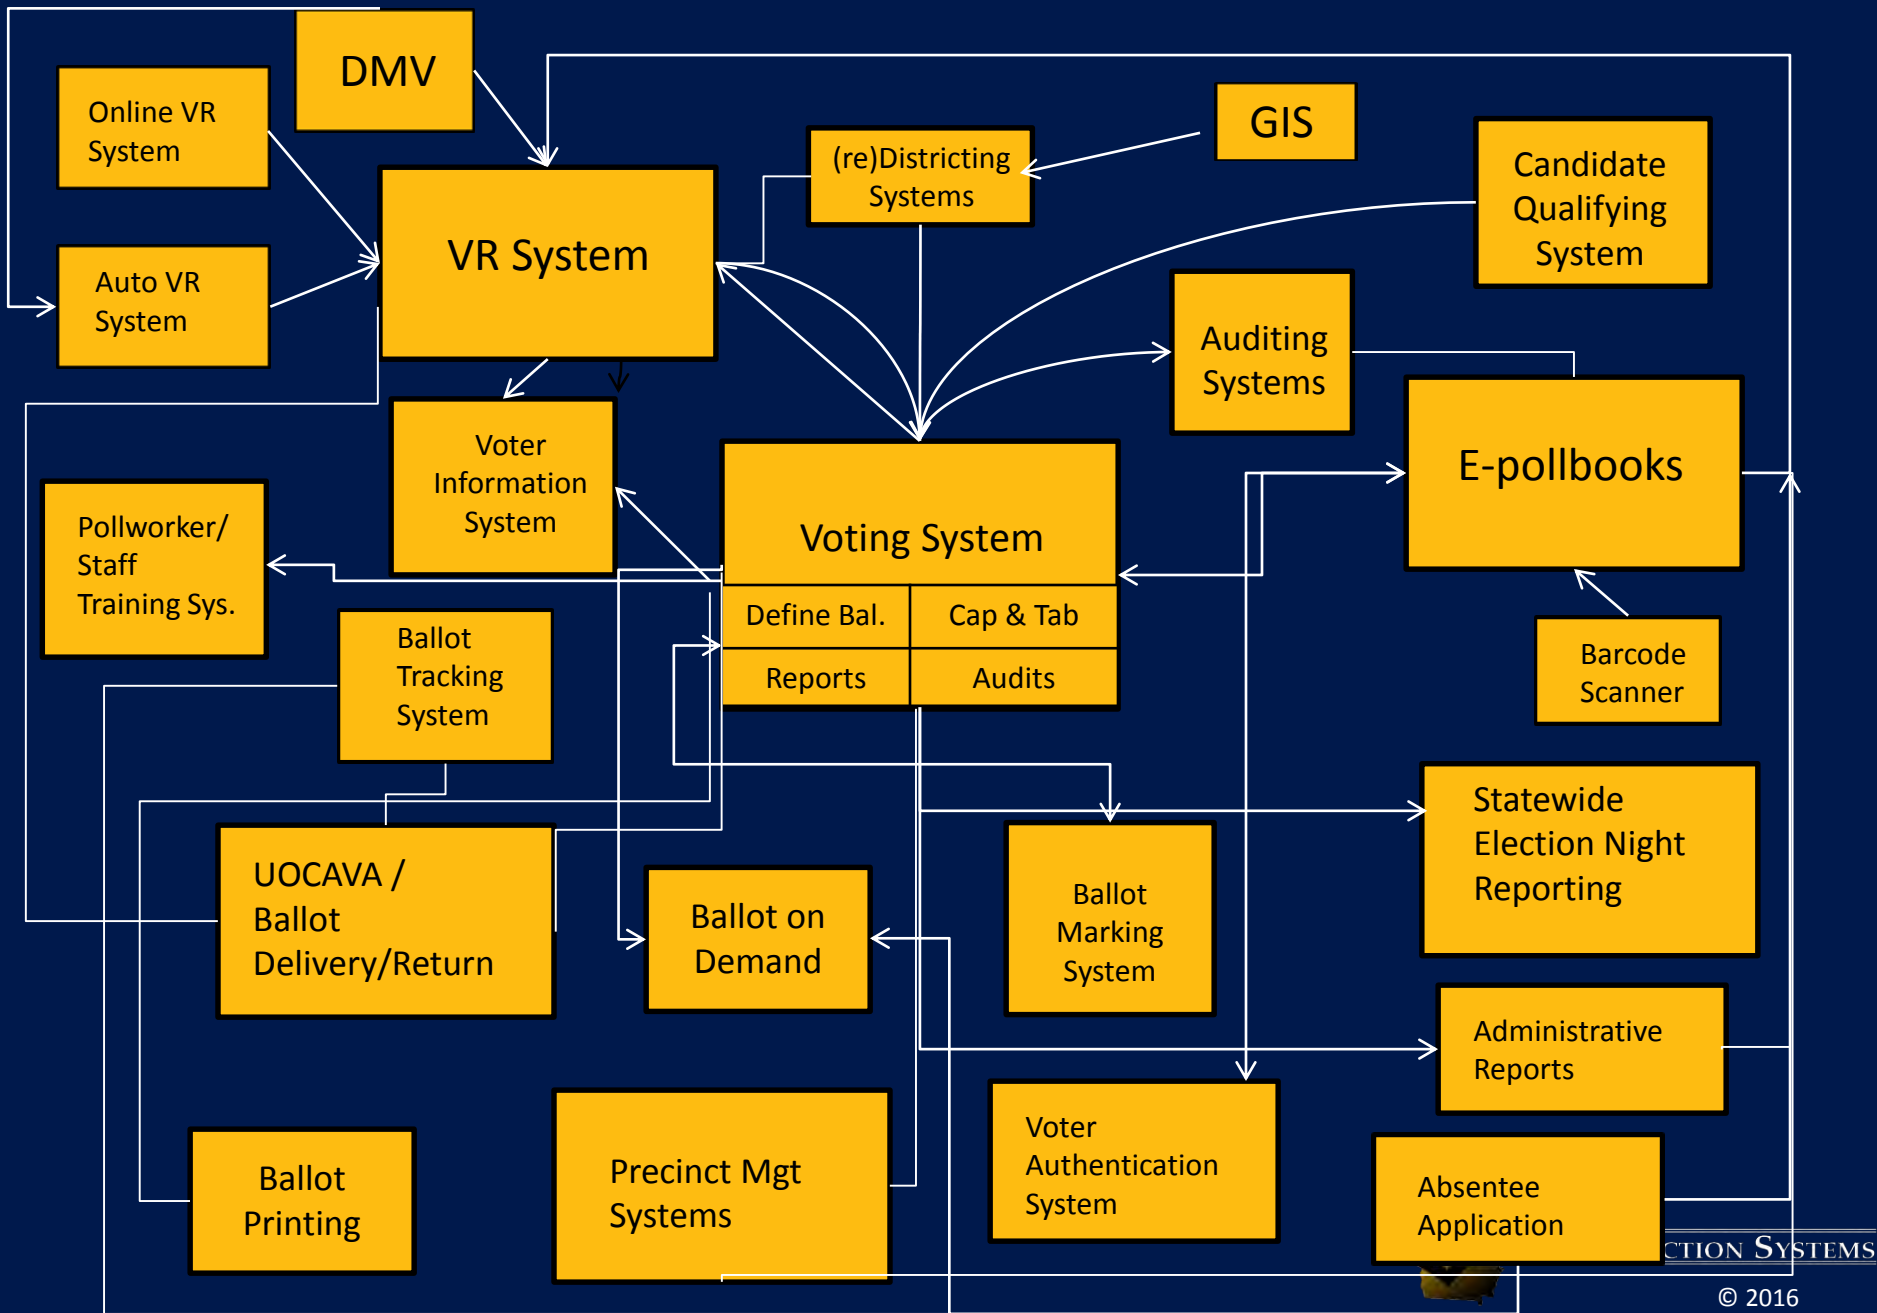 DMV
Online VR
System
GIS
(re)Districting
Systems
Candidate
Qualifying
System
VR System
Auto VR
System
Auditing
Systems
Voter
Information
System
E-pollbooks
Pollworker/
Staff
Training Sys.
Voting System
Define Bal.
Cap & Tab
Reports
Audits
Ballot
Tracking
System
Barcode
Scanner
Statewide
Election Night
Reporting
UOCAVA /
Ballot
Delivery/Return
Ballot on
Demand
Ballot
Marking
System
Administrative
Reports
Voter
Authentication
System
Ballot
Printing
Precinct Mgt
Systems
Absentee
Application
SYSTEMS
© 2016